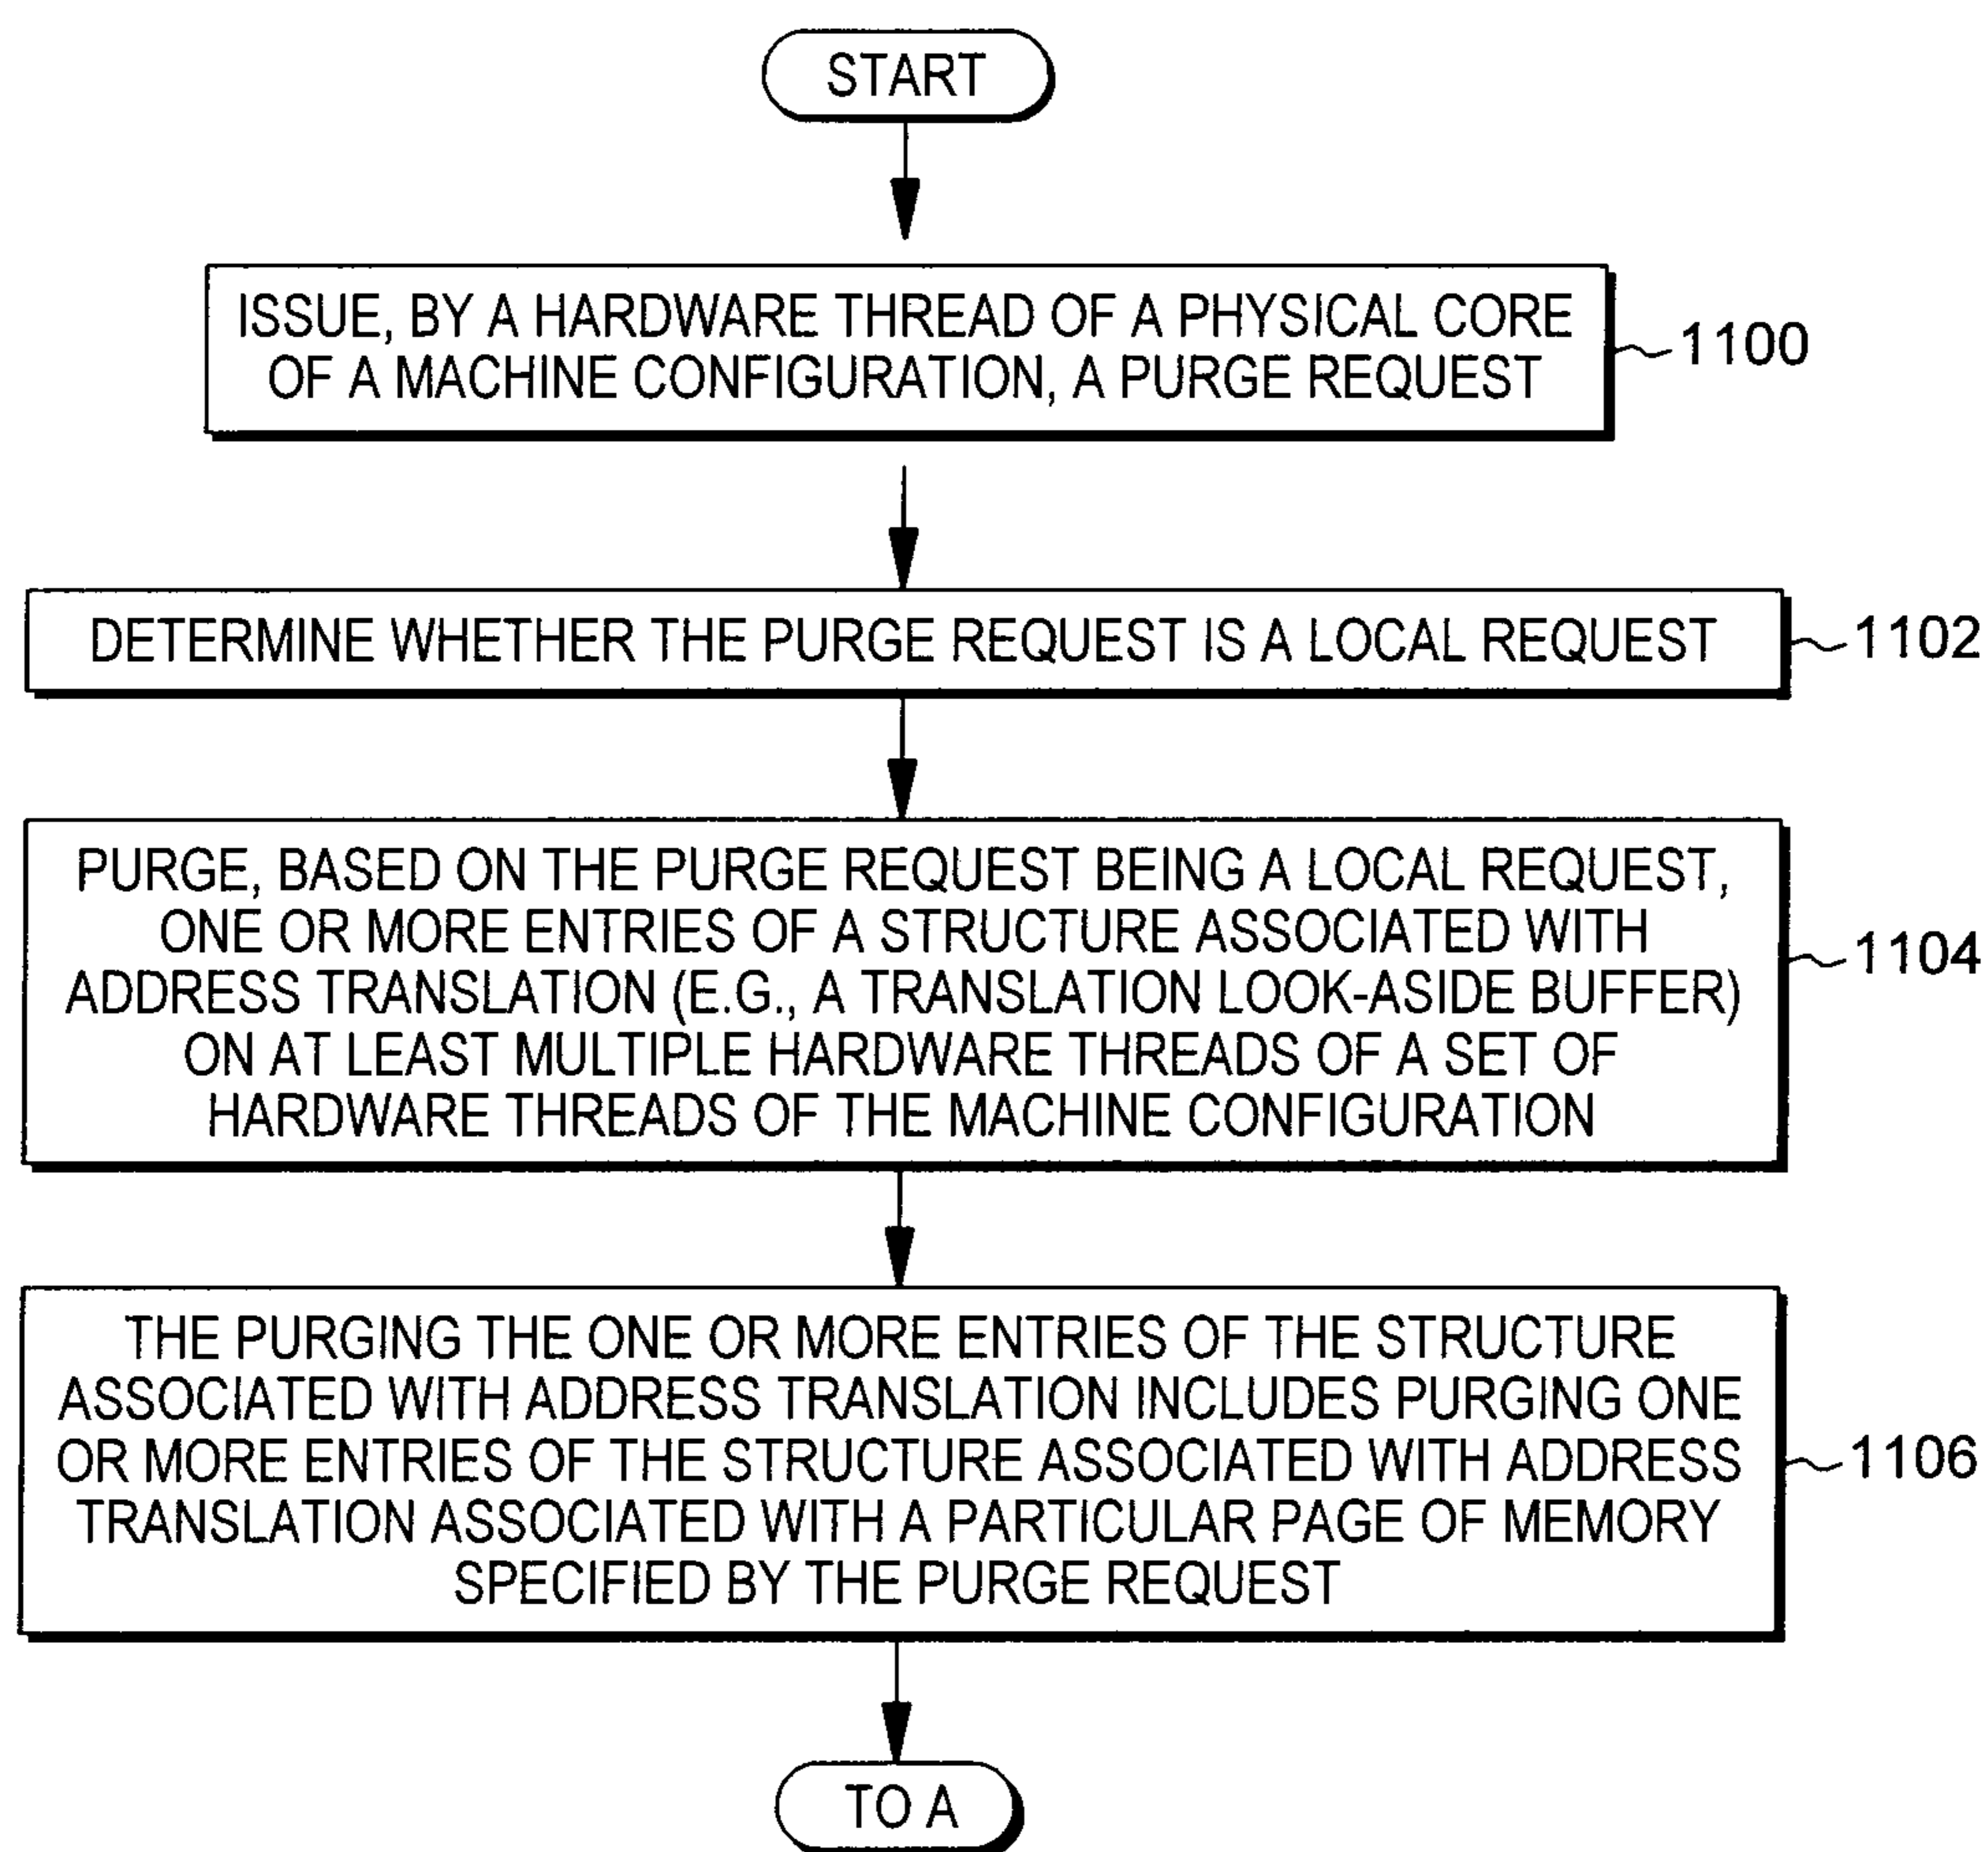 START
ISSUE, BY A HARDWARE THREAD OF A PHYSICAL CORE
OF A MACHINE CONFIGURATION, A PURGE REQUEST
1100
DETERMINE WHETHER THE PURGE REQUEST IS A LOCAL REQUEST
1102
PURGE, BASED ON THE PURGE REQUEST BEING A LOCAL REQUEST,
ONE OR MORE ENTRIES OF A STRUCTURE ASSOCIATED WITH
ADDRESS TRANSLATION (E.G., A TRANSLATION LOOK-ASIDE BUFFER)
ON AT LEAST MULTIPLE HARDWARE THREADS OF A SET OF
HARDWARE THREADS OF THE MACHINE CONFIGURATION
1104
THE PURGING THE ONE OR MORE ENTRIES OF THE STRUCTURE
ASSOCIATED WITH ADDRESS TRANSLATION INCLUDES PURGING ONE
OR MORE ENTRIES OF THE STRUCTURE ASSOCIATED WITH ADDRESS
TRANSLATION ASSOCIATED WITH A PARTICULAR PAGE OF MEMORY
SPECIFIED BY THE PURGE REQUEST
1106
TO A